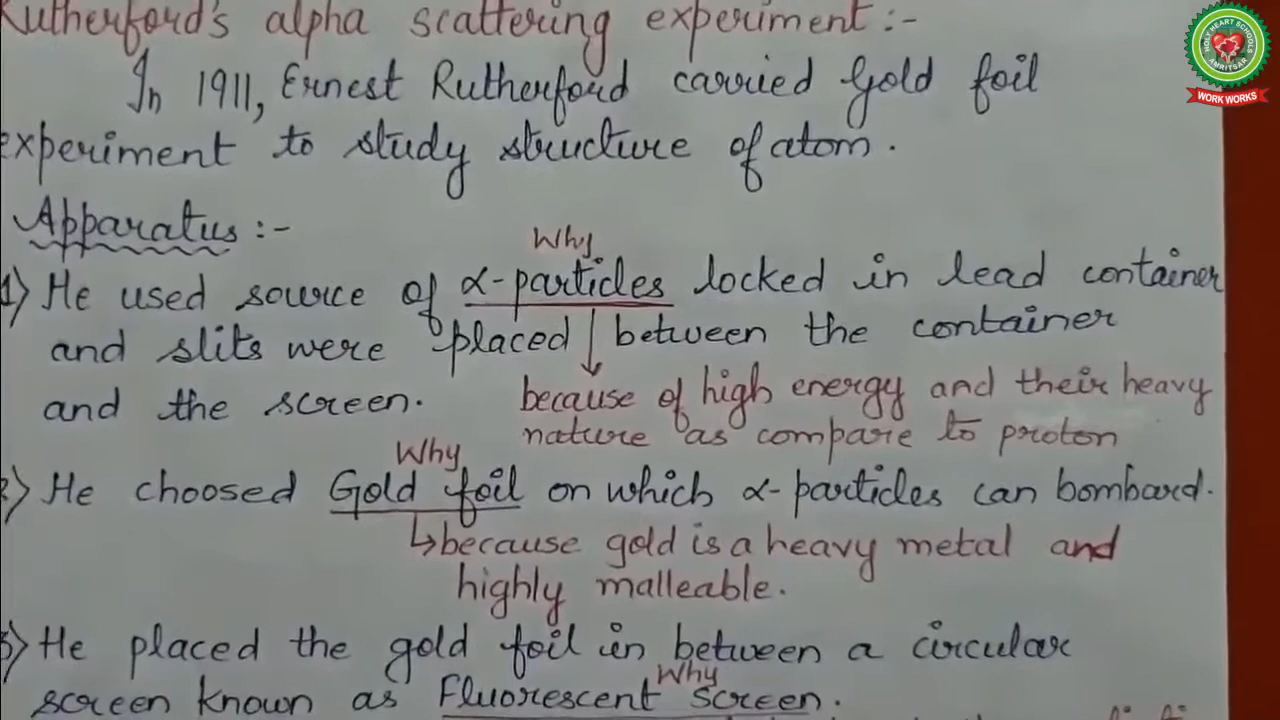 Rutherford's alpha scattering experiment:-
In 1911, Ernest Rutherford carried Gold foil
experiment to study structure of atom.
Apparatus:-
Why
1) He used source of α-particles locked in lead container
and slits were placed between the container
and the screen.
because of high energy and their heavy
nature as compare to proton
Why
2) He choosed Gold foil on which α-particles can bombard.
because gold is a heavy metal and
highly malleable.
3) He placed the gold foil in between a circular
Why
screen known as Fluorescent screen.
HOLY HEART SCHOOLS
AMRITSAR
WORK WORKS